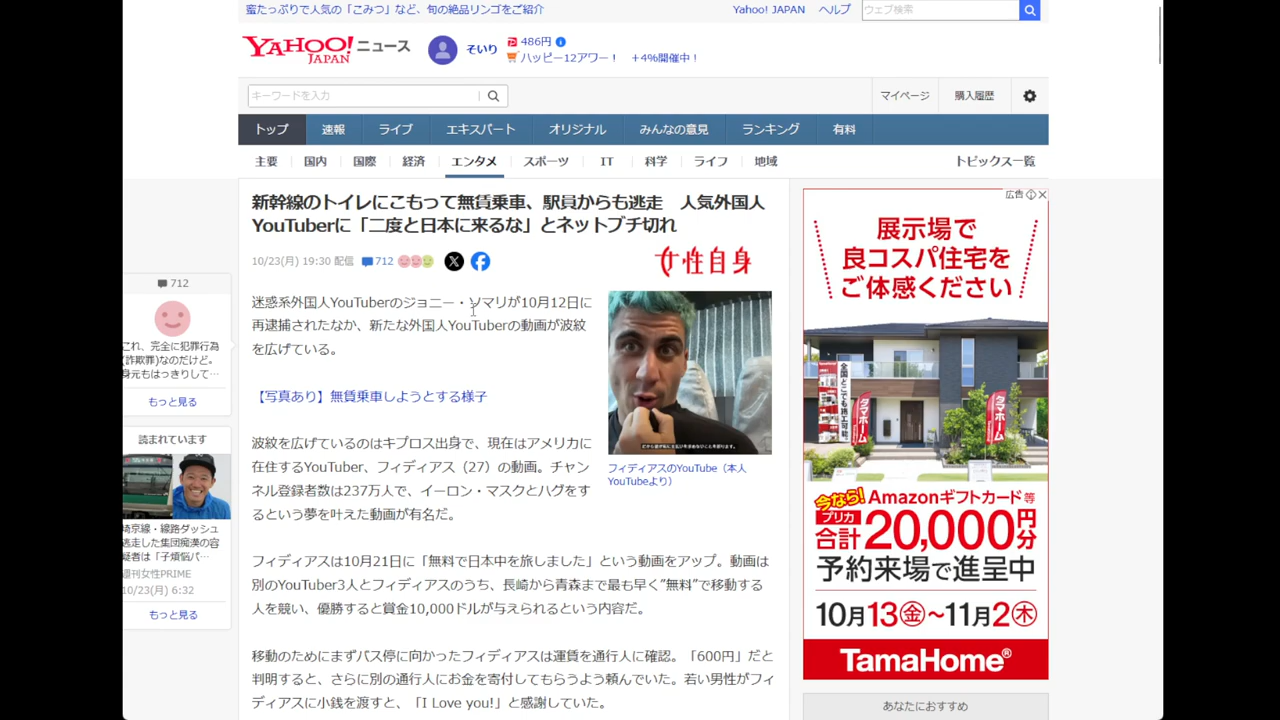 蜜たっぷりで人気の「こみつ」など、旬の絶品リンゴをご紹介
Yahoo! JAPAN ヘルプ
ウェブ検索
YAHOO! JAPAN ニュース
そいり
486円
ハッピー12アワー！ +4%開催中！
キーワードを入力
マイページ 購入履歴
トップ 速報 ライブ エキスパート オリジナル みんなの意見 ランキング 有料
主要 国内 国際 経済 エンタメ スポーツ IT 科学 ライフ 地域 トピックス一覧
新幹線のトイレにこもって無賃乗車、駅員からも逃走 人気外国人
YouTuberに「二度と日本に来るな」とネットブチ切れ
10/23(月) 19:30 配信 712
女性自身
迷惑系外国人YouTuberのジョニー・ソマリが10月12日に
再逮捕されたなか、新たな外国人YouTuberの動画が波紋
を広げている。
【写真あり】無賃乗車しようとする様子
波紋を広げているのはキプロス出身で、現在はアメリカに
在住するYouTuber、フィディアス（27）の動画。チャン
ネル登録者数は237万人で、イーロン・マスクとハグをす
るという夢を叶えた動画が有名だ。
フィディアスのYouTube（本人
YouTubeより）
フィディアスは10月21日に「無料で日本中を旅しました」という動画をアップ。動画は
別のYouTuber3人とフィディアスのうち、長崎から青森まで最も早く”無料”で移動する
人を競い、優勝すると賞金10,000ドルが与えられるという内容だ。
移動のためにまずバス停に向かったフィディアスは運賃を通行人に確認。「600円」だと
判明すると、さらに別の通行人にお金を寄付してもらうよう頼んでいた。若い男性がフィ
ディアスに小銭を渡すと、「I Love you!」と感謝していた。
712
これ、完全に犯罪行為
(詐欺罪)なのだけど。
身元もはっきりして…
もっと見る
読まれています
埼京線・線路ダッシュ
逃走した集団痴漢の容
疑者は「子煩悩パ…
週刊女性PRIME
10/23(月) 6:32
もっと見る
広告
展示場で
良コスパ住宅を
ご体感ください
今なら!
プリカ
Amazonギフトカード等
合計20,000円分
予約来場で進呈中
10月13金〜11月2木
TamaHome®
あなたにおすすめ